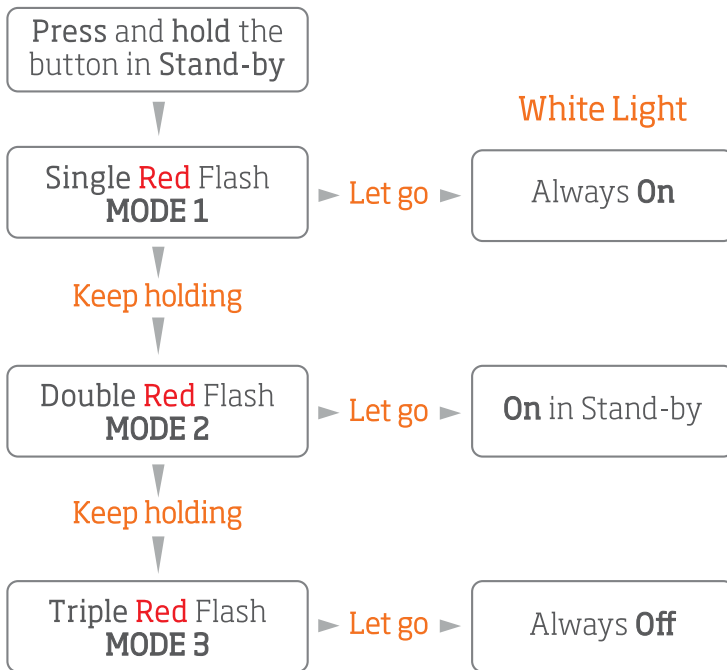 Press and hold the
button in Stand-by
White Light
Single Red Flash
MODE 1
Let go
Always On
Keep holding
Double Red Flash
MODE 2
Let go
On in Stand-by
Keep holding
Triple Red Flash
MODE 3
Let go
Always Off